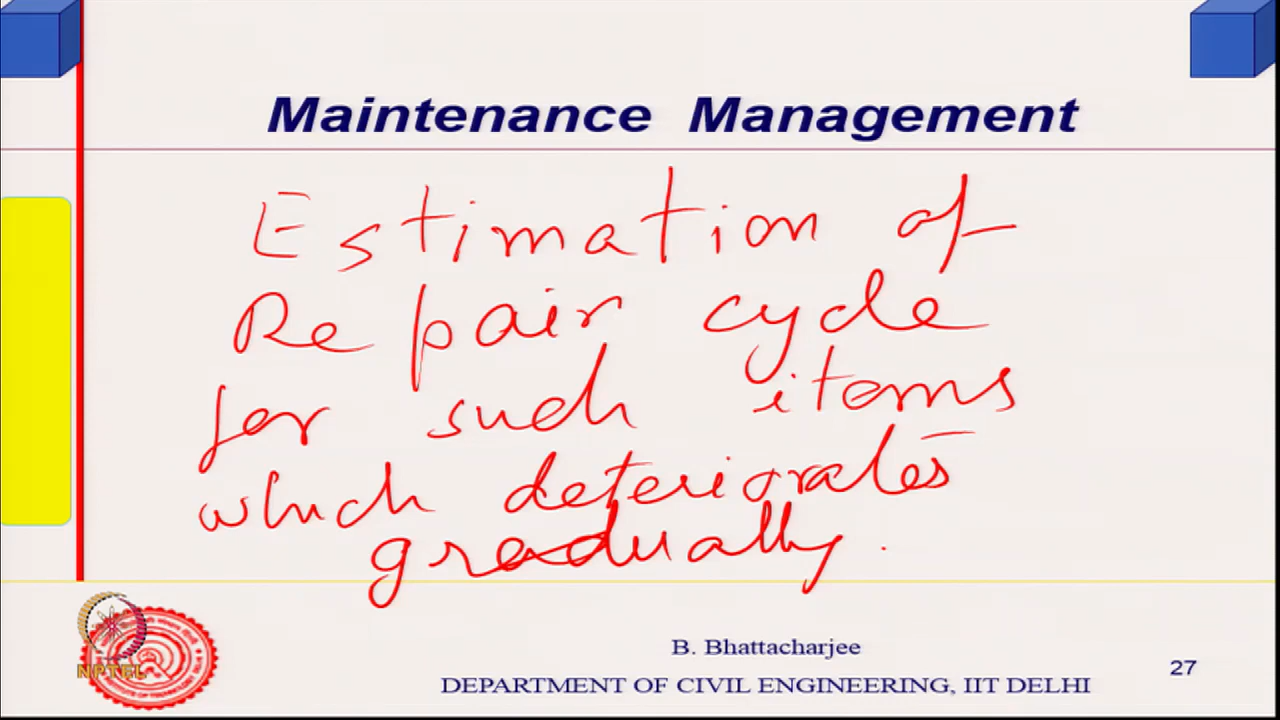 Maintenance Management
Estimation of
Repair cycle
for such items
which deteriorates
gradually.
B. Bhattacharjee
DEPARTMENT OF CIVIL ENGINEERING, IIT DELHI
27
NPTEL